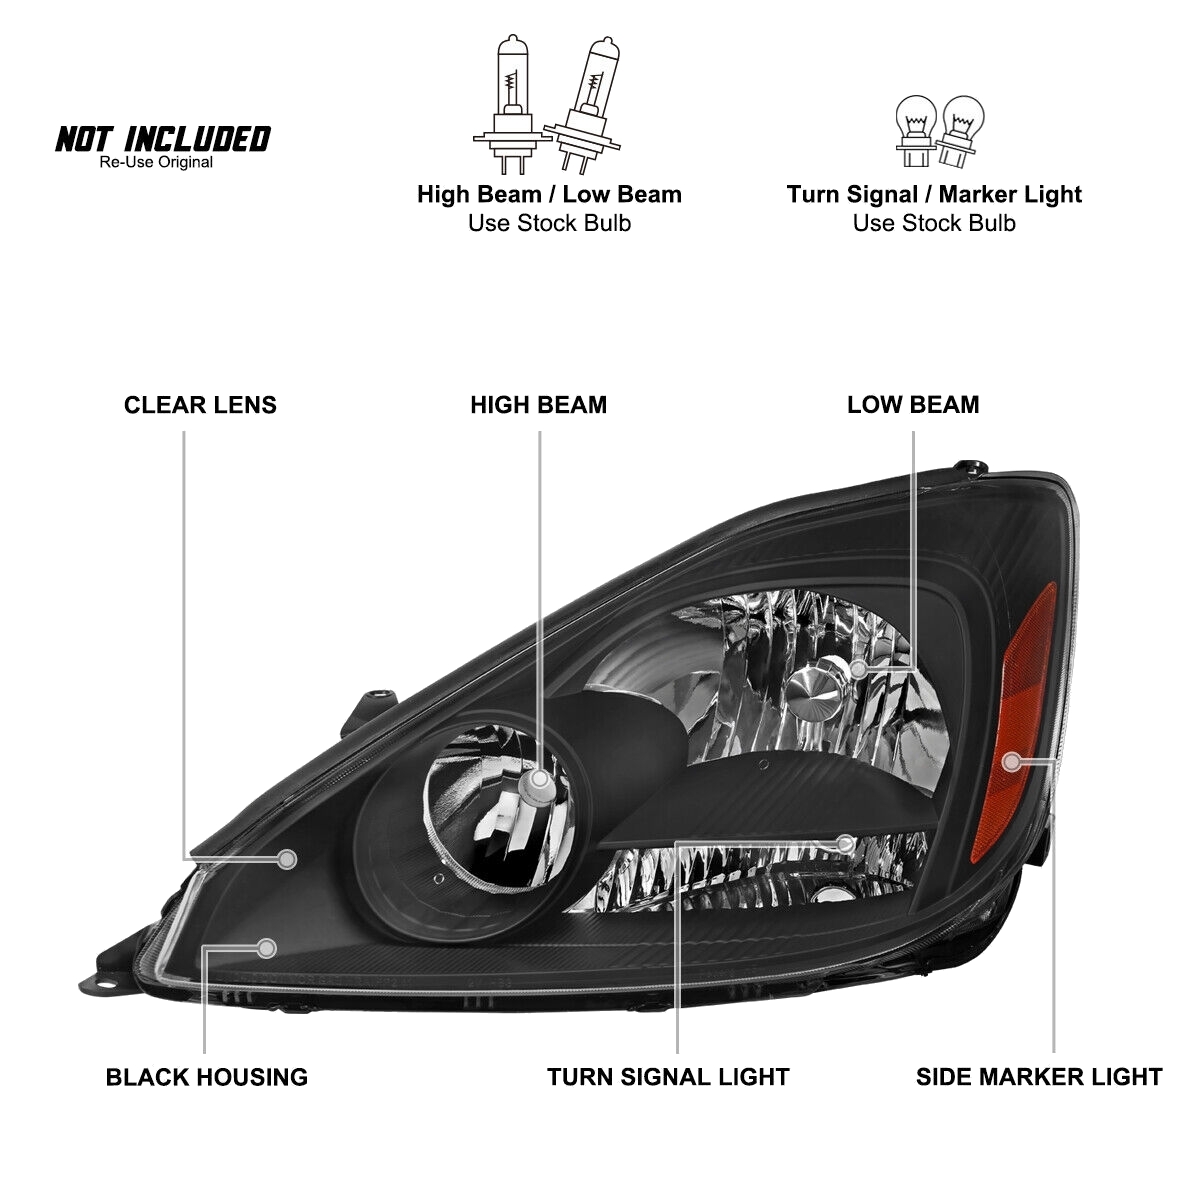 NOT INCLUDED
Re-Use Original
High Beam / Low Beam
Use Stock Bulb
Turn Signal / Marker Light
Use Stock Bulb
CLEAR LENS
HIGH BEAM
LOW BEAM
BLACK HOUSING
TURN SIGNAL LIGHT
SIDE MARKER LIGHT